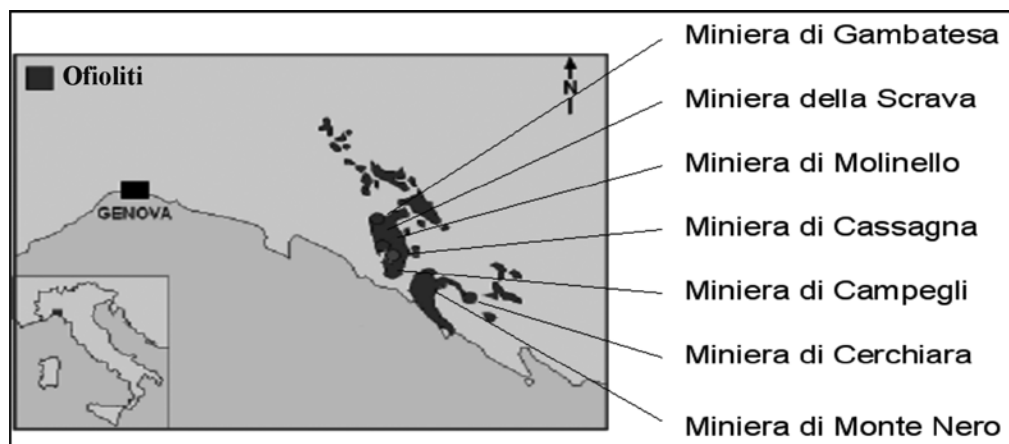 Ofioliti
N
GENOVA
Miniera di Gambatesa
Miniera della Scrava
Miniera di Molinello
Miniera di Cassagna
Miniera di Campegli
Miniera di Cerchiara
Miniera di Monte Nero